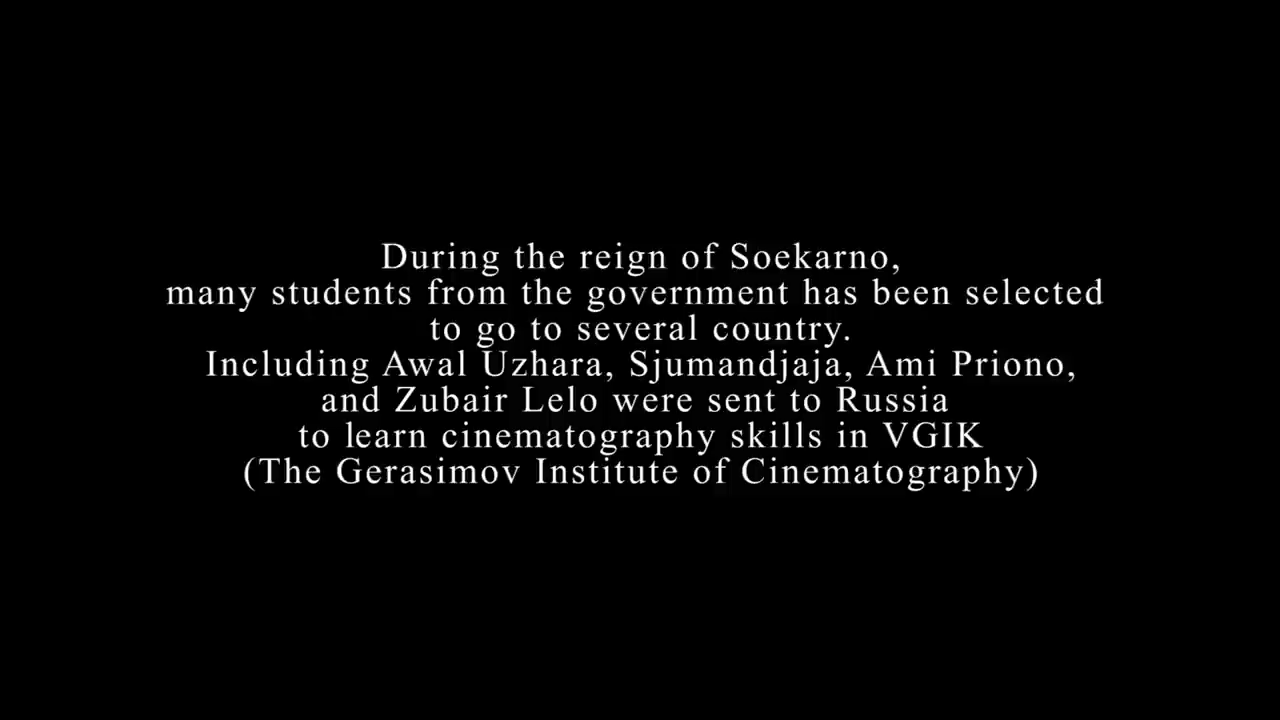 During the reign of Soekarno,
many students from the government has been selected
to go to several country.
Including Awal Uzhara, Sjumandjaja, Ami Priono,
and Zubair Lelo were sent to Russia
to learn cinematography skills in VGIK
(The Gerasimov Institute of Cinematography)